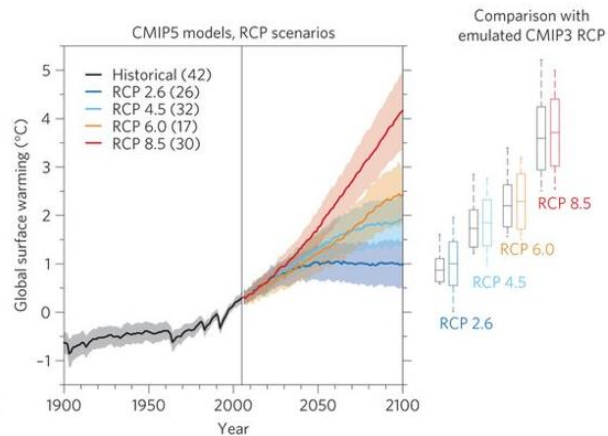 CMIP5 models, RCP scenarios
Comparison with
emulated CMIP3 RCP
Historical (42)
RCP 2.6 (26)
RCP 4.5 (32)
RCP 6.0 (17)
RCP 8.5 (30)
Global surface warming (°C)
5
4
3
2
1
0
–1
1900
1950
2000
2050
2100
Year
RCP 8.5
RCP 6.0
RCP 4.5
RCP 2.6